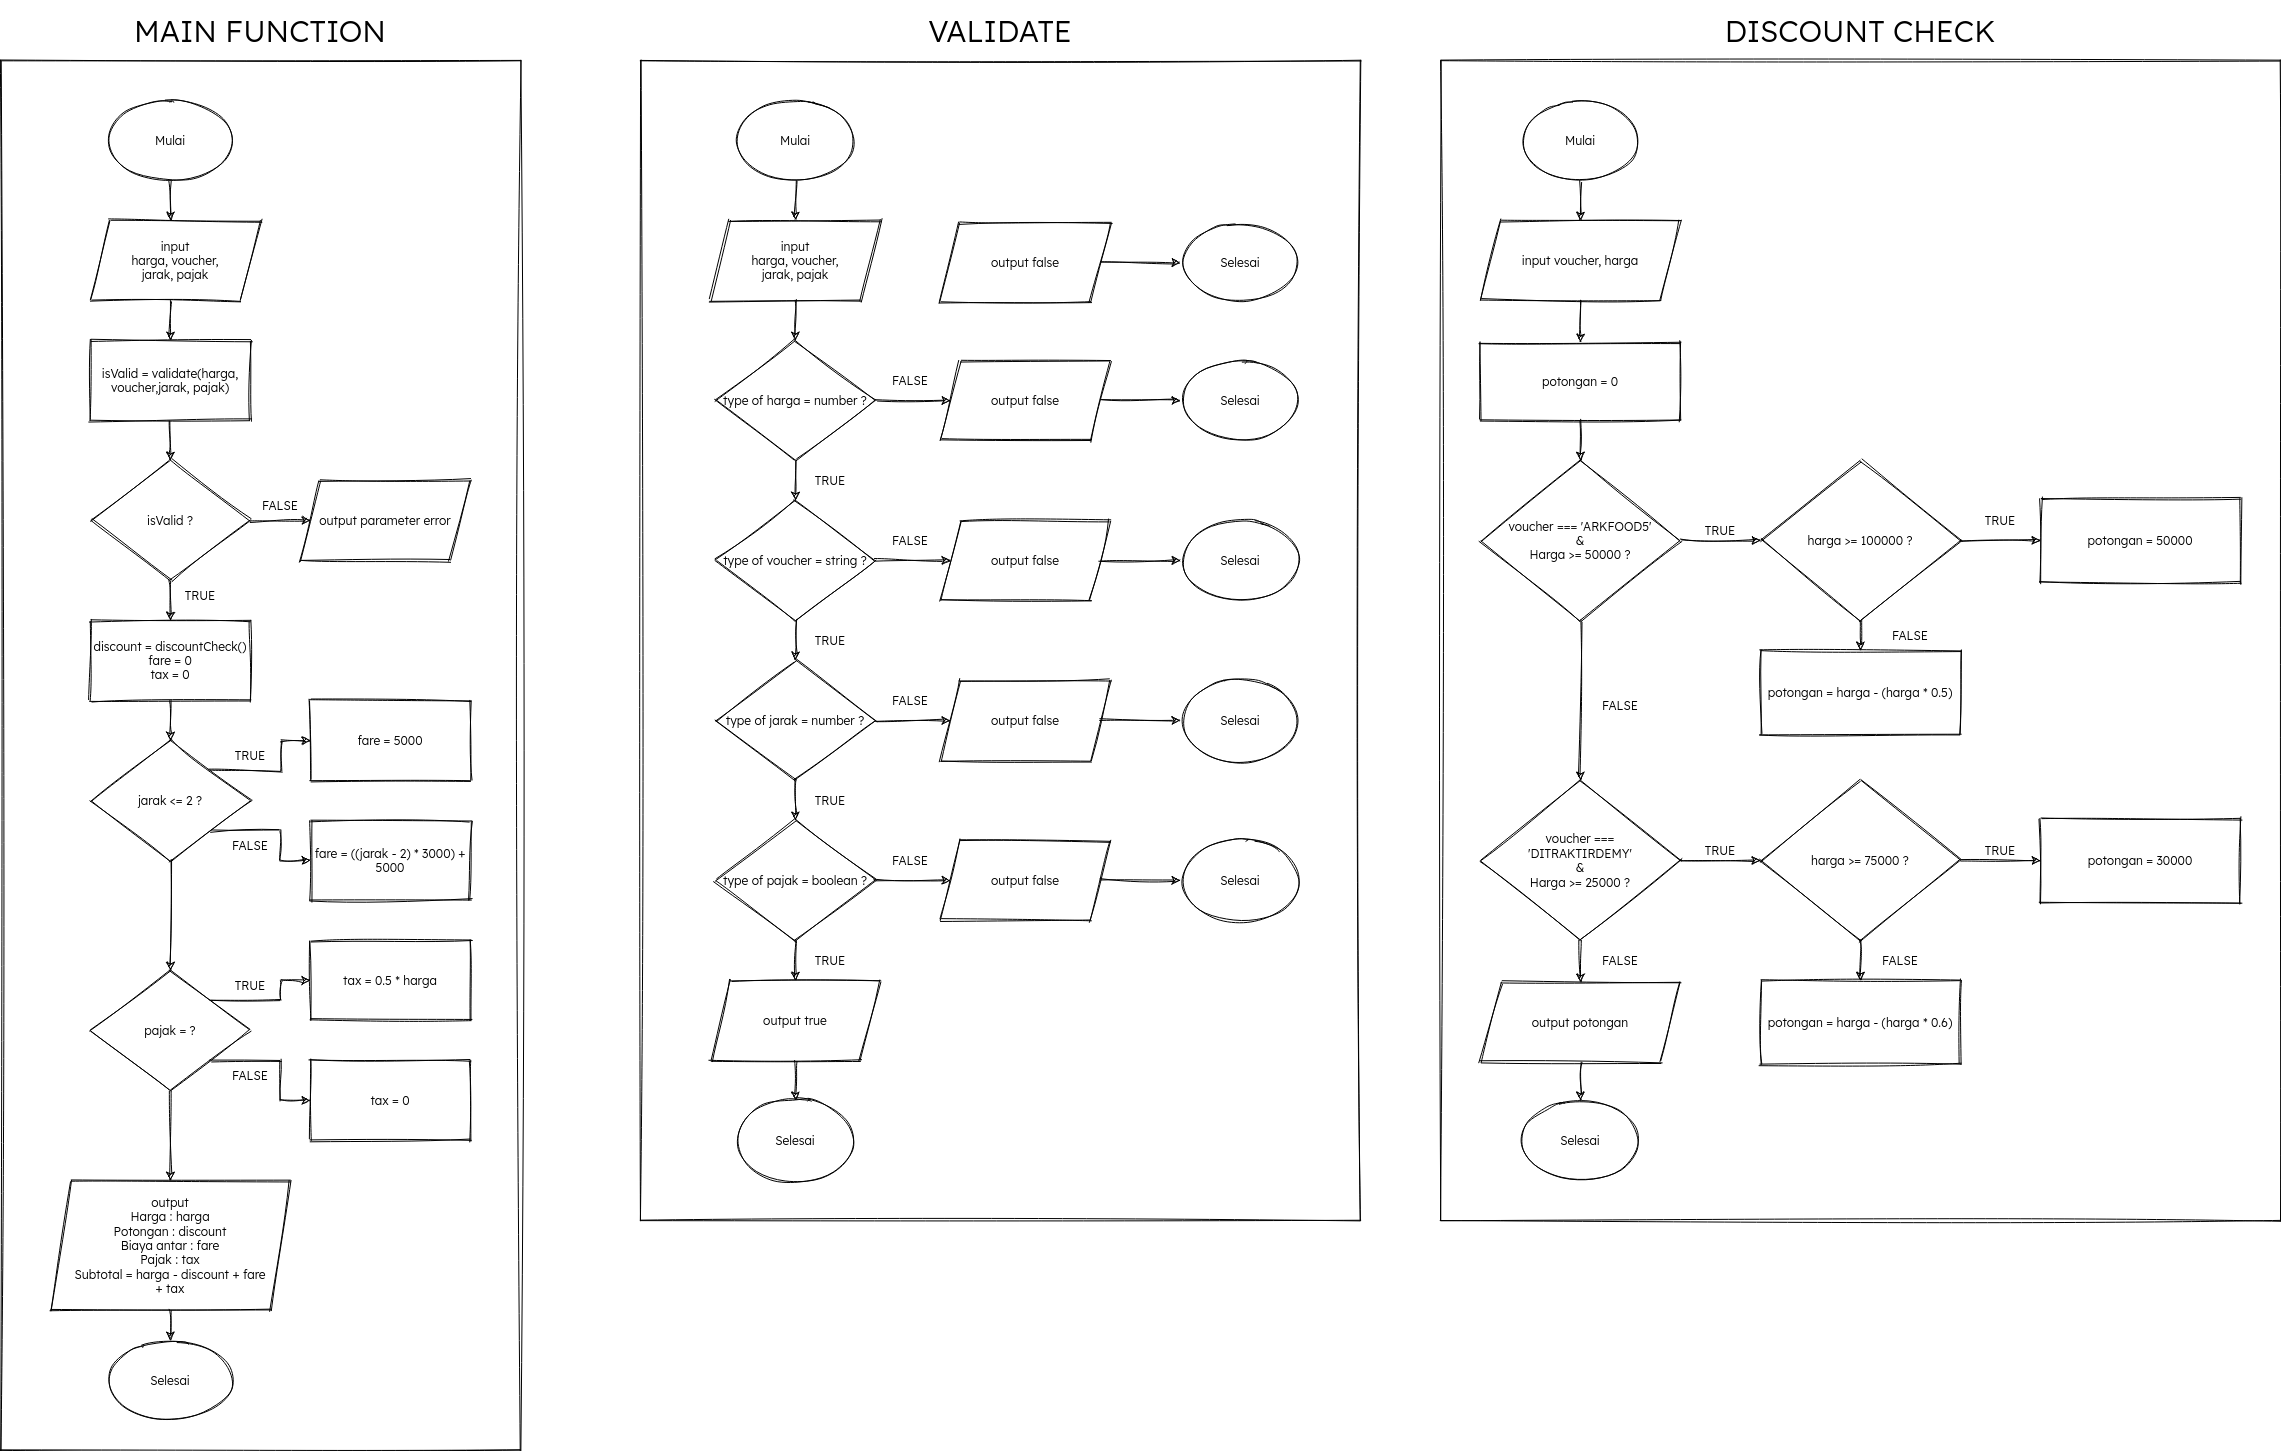 MAIN FUNCTION
Mulai
input
harga, voucher,
jarak, pajak
isValid = validate(harga,
voucher,jarak, pajak)
isValid ?
FALSE
output parameter error
TRUE
discount = discountCheck()
fare = 0
tax = 0
jarak <= 2 ?
TRUE
fare = 5000
FALSE
fare = ((jarak - 2) * 3000) +
5000
pajak = ?
TRUE
tax = 0.5 * harga
FALSE
tax = 0
output
Harga : harga
Potongan : discount
Biaya antar : fare
Pajak : tax
Subtotal = harga - discount + fare
+ tax
Selesai
VALIDATE
Mulai
input
harga, voucher,
jarak, pajak
output false
Selesai
type of harga = number ?
FALSE
output false
Selesai
TRUE
type of voucher = string ?
FALSE
output false
Selesai
TRUE
type of jarak = number ?
FALSE
output false
Selesai
TRUE
type of pajak = boolean ?
FALSE
output false
Selesai
TRUE
output true
Selesai
DISCOUNT CHECK
Mulai
input voucher, harga
potongan = 0
voucher === 'ARKFOOD5'
&
Harga >= 50000 ?
TRUE
harga >= 100000 ?
TRUE
potongan = 50000
FALSE
potongan = harga - (harga * 0.5)
FALSE
voucher ===
'DITRAKTIRDEMY'
&
Harga >= 25000 ?
TRUE
harga >= 75000 ?
TRUE
potongan = 30000
FALSE
potongan = harga - (harga * 0.6)
FALSE
output potongan
Selesai